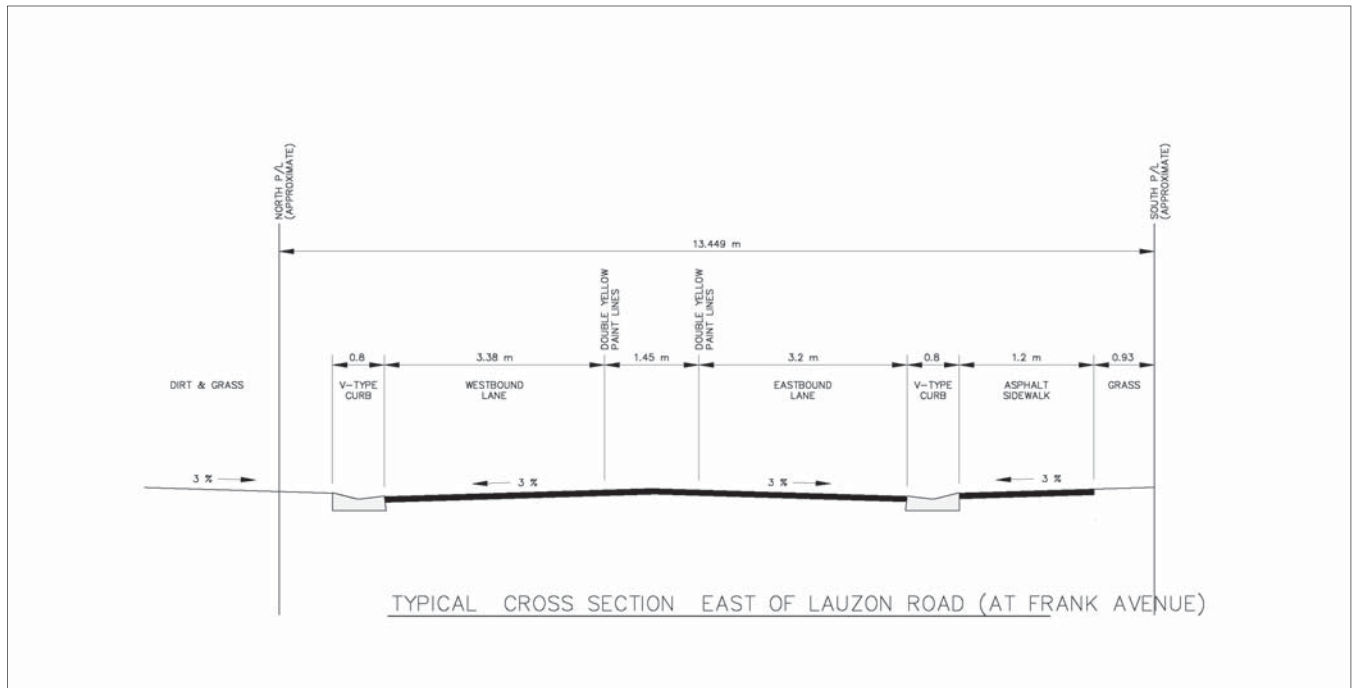 NORTH P/L
(APPROXIMATE)
SOUTH P/L
(APPROXIMATE)
13.449 m
DOUBLE YELLOW
PAINT LINES
DOUBLE YELLOW
PAINT LINES
0.8
3.38 m
1.45 m
3.2 m
0.8
1.2 m
0.93
DIRT & GRASS
V-TYPE
CURB
WESTBOUND
LANE
EASTBOUND
LANE
V-TYPE
CURB
ASPHALT
SIDEWALK
GRASS
3 %
3 %
3 %
3 %
TYPICAL CROSS SECTION EAST OF LAUZON ROAD (AT FRANK AVENUE)